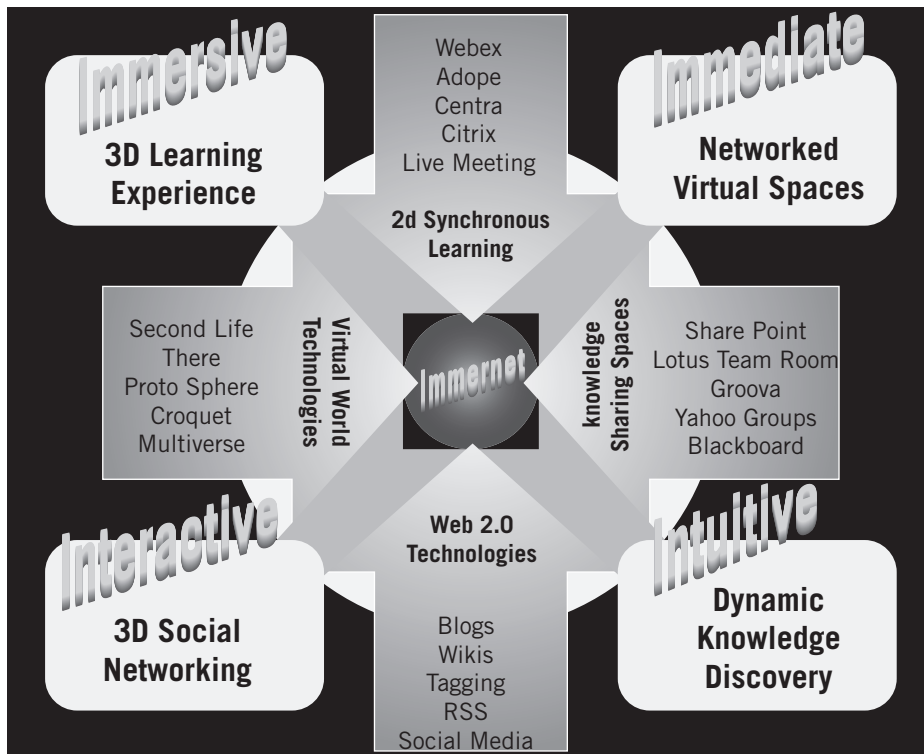 Immersive
3D Learning
Experience
Webex
Adope
Centra
Citrix
Live Meeting
2d Synchronous
Learning
Immediate
Networked
Virtual Spaces
Second Life
There
Proto Sphere
Croquet
Multiverse
Virtual World
Technologies
Immernet
knowledge
Sharing Spaces
Share Point
Lotus Team Room
Groova
Yahoo Groups
Blackboard
Interactive
3D Social
Networking
Web 2.0
Technologies
Blogs
Wikis
Tagging
RSS
Social Media
Intuitive
Dynamic
Knowledge
Discovery